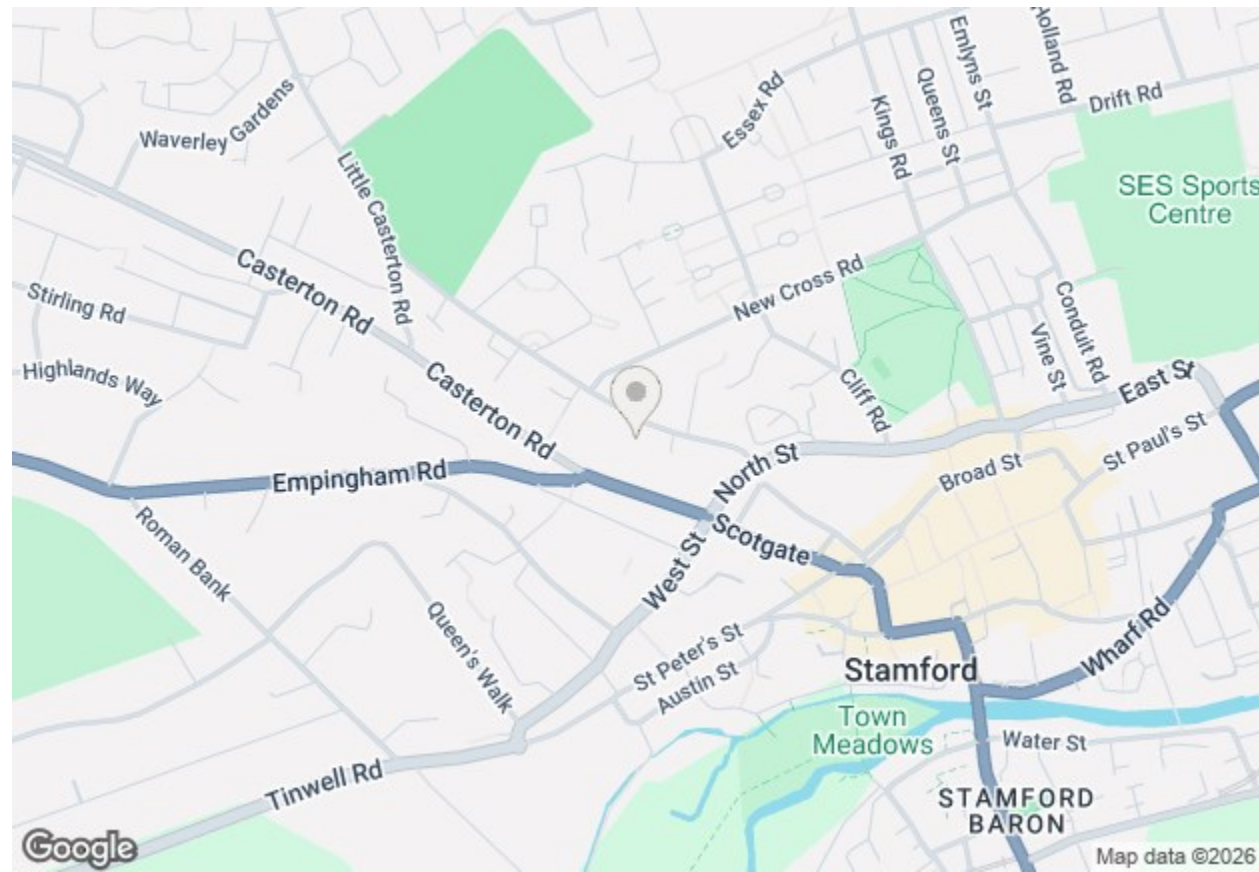 Holland Rd
Emlyns St
Queens St
Kings Rd
Drift Rd
Essex Rd
Waverley Gardens
Little Casterton Rd
SES Sports
Centre
Casterton Rd
New Cross Rd
Stirling Rd
Conduit Rd
Vine St
Highlands Way
Casterton Rd
Cliff Rd
East St
St Paul's St
Empingham Rd
North St
Broad St
Scotgate
Roman Bank
West St
Queen's Walk
St Peter's St
Austin St
Wharf Rd
Stamford
Town
Meadows
Water St
Tinwell Rd
STAMFORD
BARON
Google
Map data ©2026